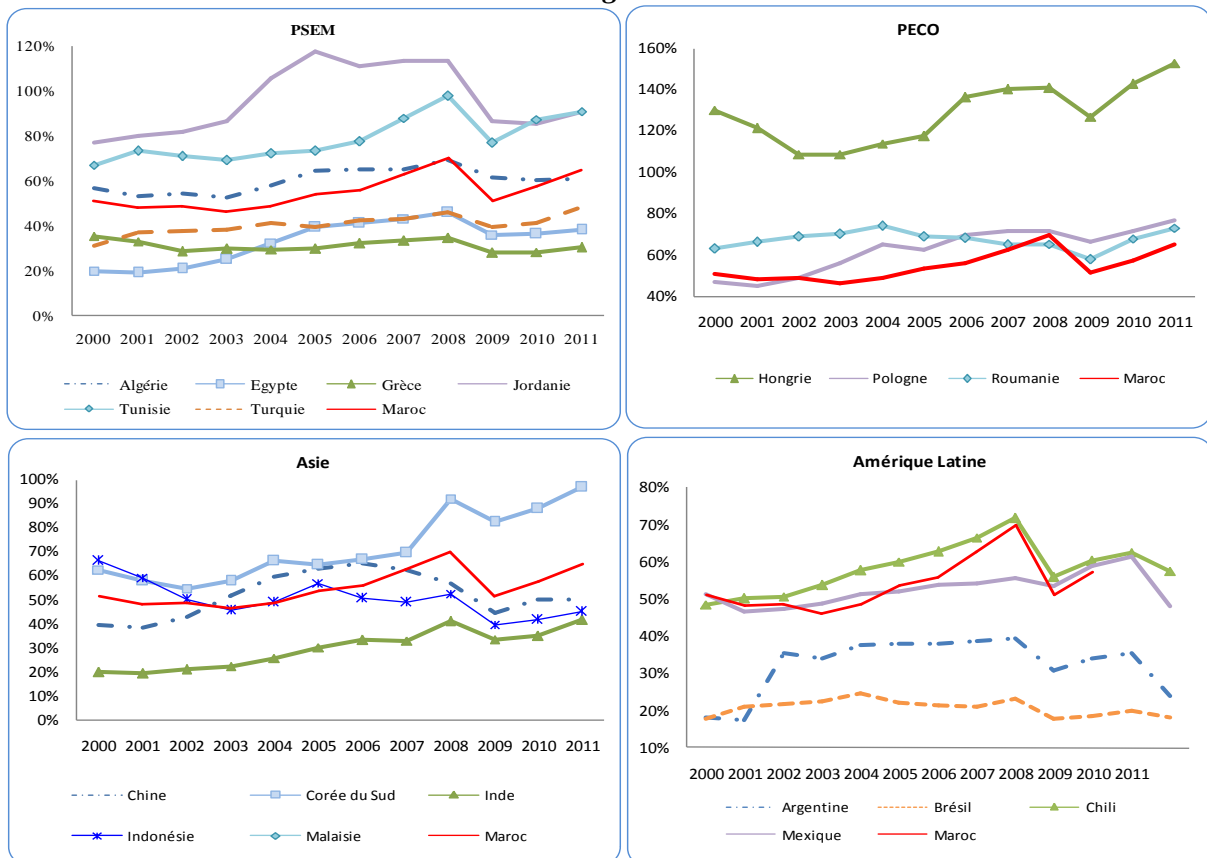 PSEM
120%
100%
80%
60%
40%
20%
0%
2000 2001 2002 2003 2004 2005 2006 2007 2008 2009 2010 2011
Algérie Egypte Grèce Jordanie
Tunisie Turquie Maroc
PECO
160%
140%
120%
100%
80%
60%
40%
2000 2001 2002 2003 2004 2005 2006 2007 2008 2009 2010 2011
Hongrie Pologne Roumanie Maroc
Asie
100%
90%
80%
70%
60%
50%
40%
30%
20%
10%
0%
2000 2001 2002 2003 2004 2005 2006 2007 2008 2009 2010 2011
Chine Corée du Sud Inde
Indonésie Malaisie Maroc
Amérique Latine
80%
70%
60%
50%
40%
30%
20%
10%
2000 2001 2002 2003 2004 2005 2006 2007 2008 2009 2010 2011
Argentine Brésil Chili
Mexique Maroc